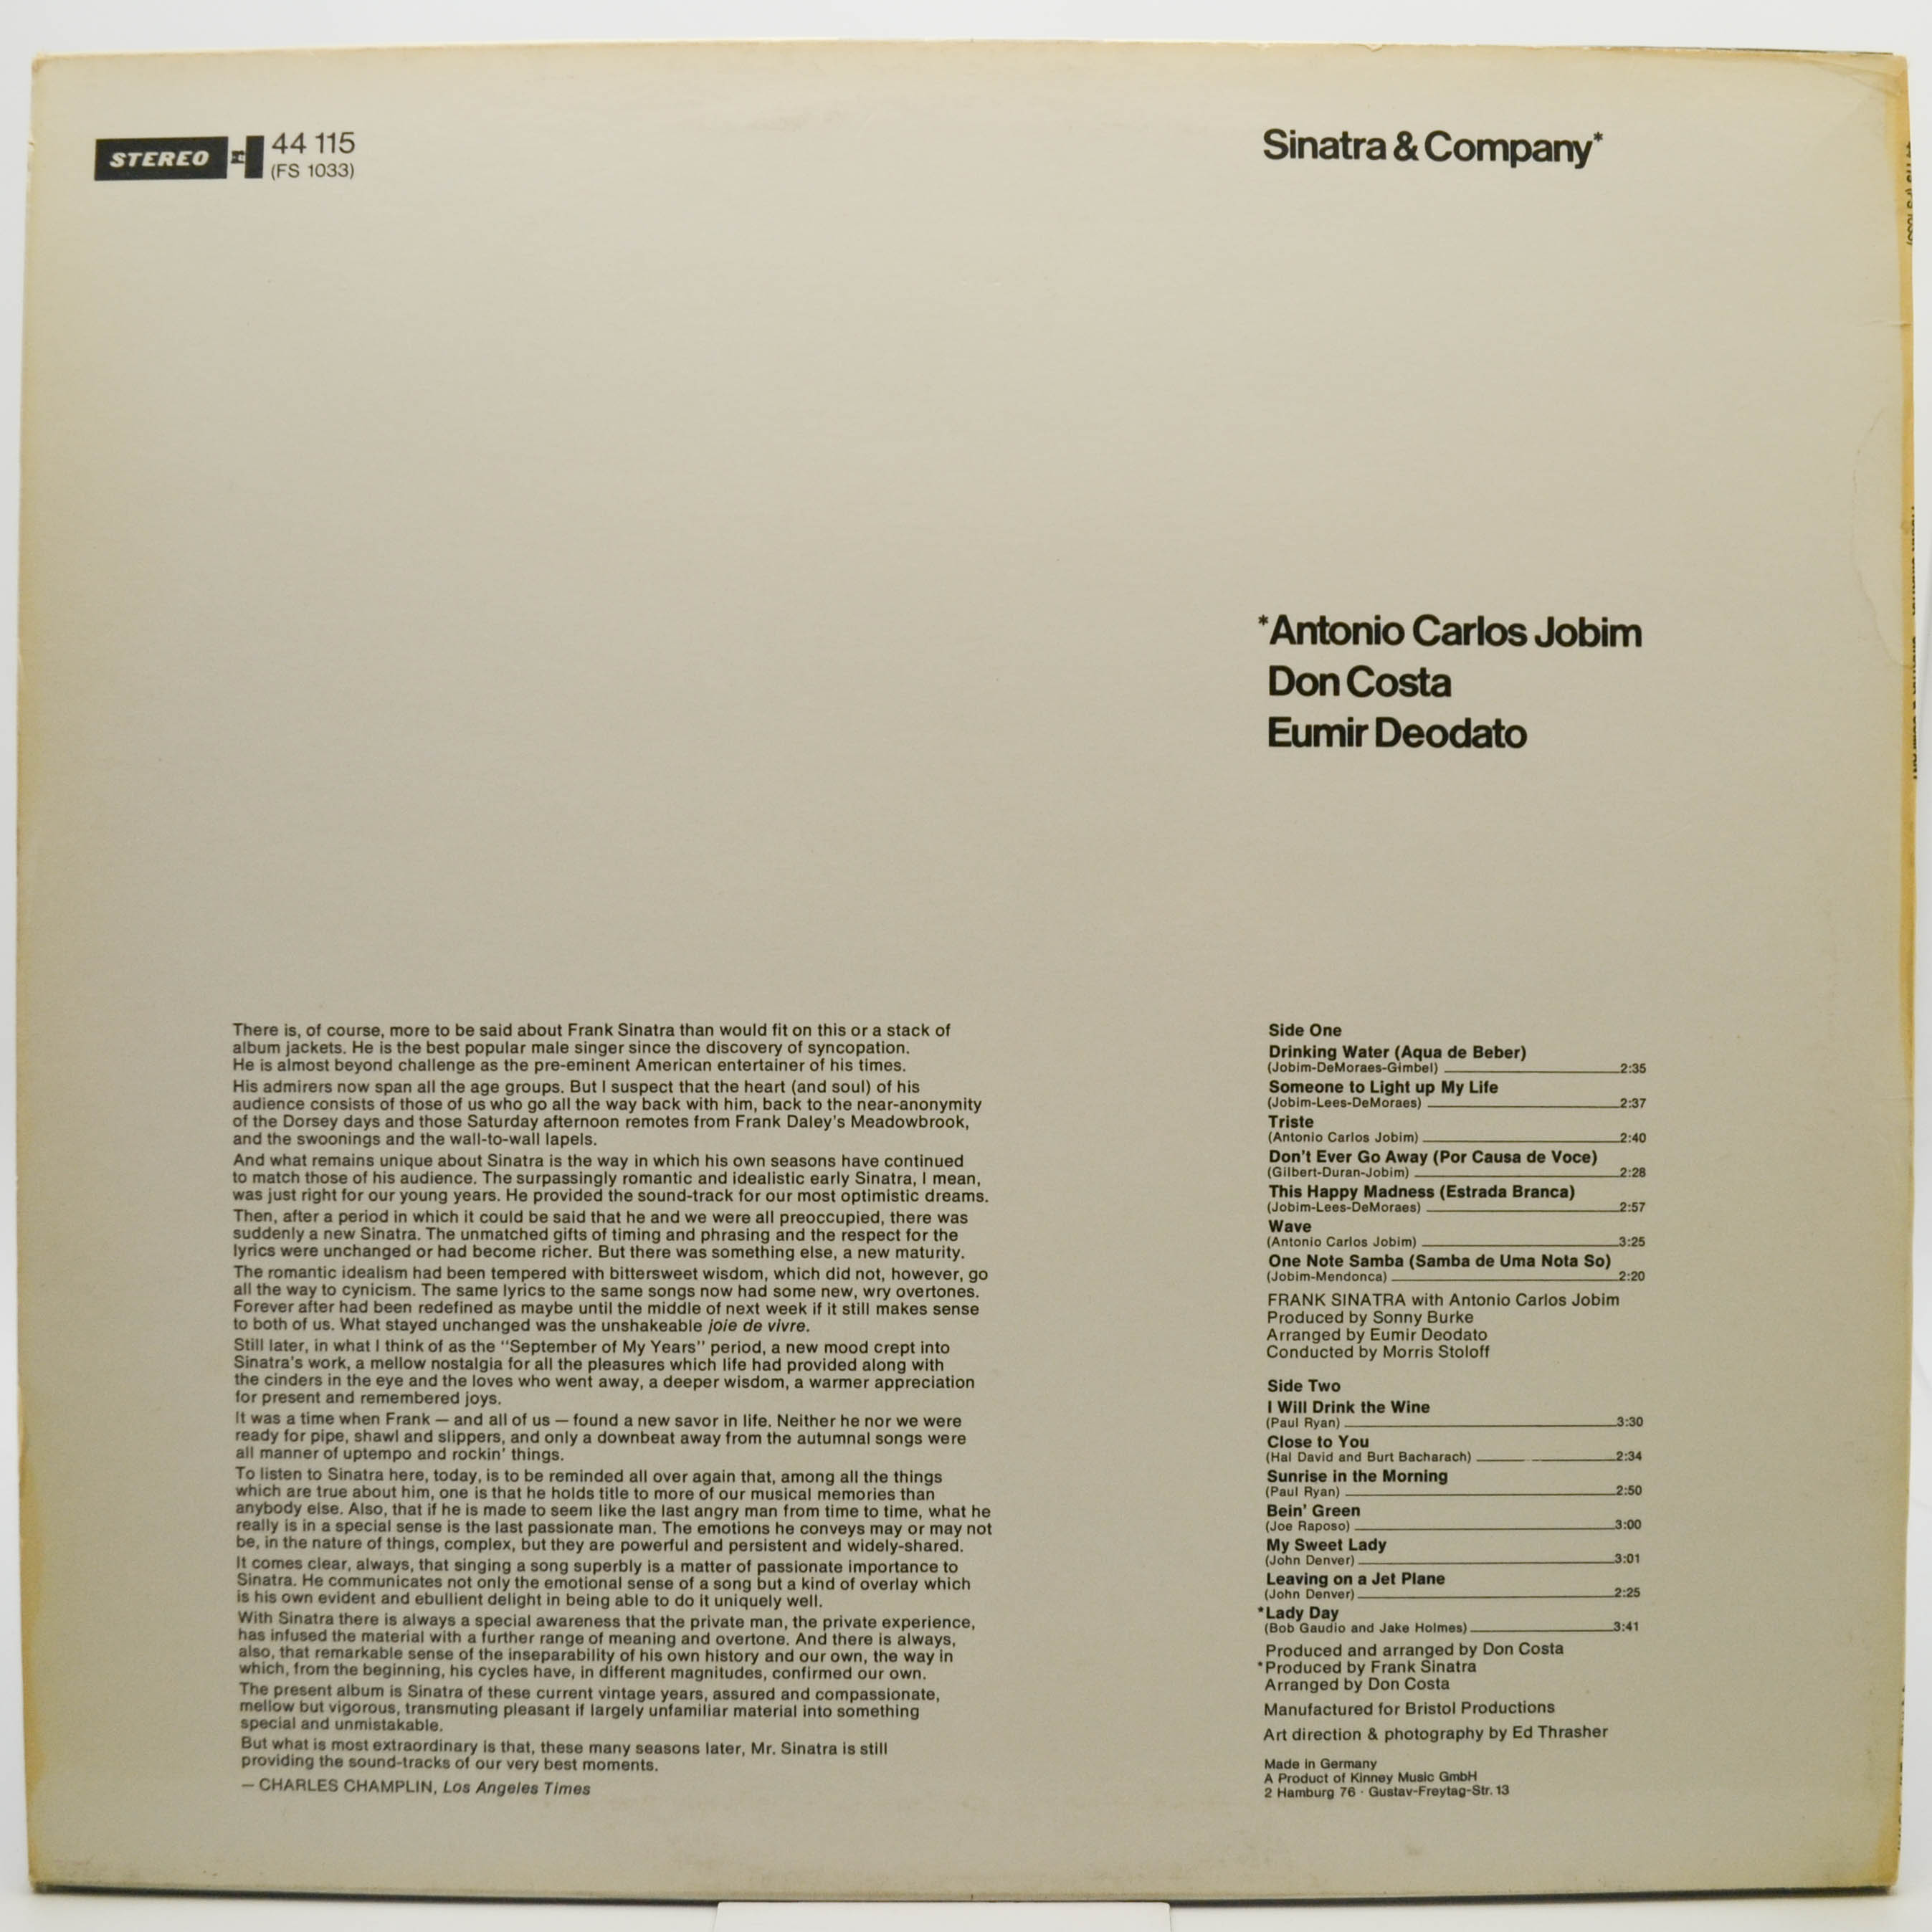 STEREO r 44 115
(FS 1033)
Sinatra & Company*
*Antonio Carlos Jobim
Don Costa
Eumir Deodato
There is, of course, more to be said about Frank Sinatra than would fit on this or a stack of
album jackets. He is the best popular male singer since the discovery of syncopation.
He is almost beyond challenge as the pre-eminent American entertainer of his times.
His admirers now span all the age groups. But I suspect that the heart (and soul) of his
audience consists of those of us who go all the way back with him, back to the near-anonymity
of the Dorsey days and those Saturday afternoon remotes from Frank Daley's Meadowbrook,
and the swoonings and the wall-to-wall lapels.
And what remains unique about Sinatra is the way in which his own seasons have continued
to match those of his audience. The surpassingly romantic and idealistic early Sinatra, I mean,
was just right for our young years. He provided the sound-track for our most optimistic dreams.
Then, after a period in which it could be said that he and we were all preoccupied, there was
suddenly a new Sinatra. The unmatched gifts of timing and phrasing and the respect for the
lyrics were unchanged or had become richer. But there was something else, a new maturity.
The romantic idealism had been tempered with bittersweet wisdom, which did not, however, go
all the way to cynicism. The same lyrics to the same songs now had some new, wry overtones.
Forever after had been redefined as maybe until the middle of next week if it still makes sense
to both of us. What stayed unchanged was the unshakeable joie de vivre.
Still later, in what I think of as the "September of My Years" period, a new mood crept into
Sinatra's work, a mellow nostalgia for all the pleasures which life had provided along with
the cinders in the eye and the loves who went away, a deeper wisdom, a warmer appreciation
for present and remembered joys.
It was a time when Frank — and all of us — found a new savor in life. Neither he nor we were
ready for pipe, shawl and slippers, and only a downbeat away from the autumnal songs were
all manner of uptempo and rockin' things.
To listen to Sinatra here, today, is to be reminded all over again that, among all the things
which are true about him, one is that he holds title to more of our musical memories than
anybody else. Also, that if he is made to seem like the last angry man from time to time, what he
really is in a special sense is the last passionate man. The emotions he conveys may or may not
be, in the nature of things, complex, but they are powerful and persistent and widely-shared.
It comes clear, always, that singing a song superbly is a matter of passionate importance to
Sinatra. He communicates not only the emotional sense of a song but a kind of overlay which
is his own evident and ebullient delight in being able to do it uniquely well.
With Sinatra there is always a special awareness that the private man, the private experience,
has infused the material with a further range of meaning and overtone. And there is always,
also, that remarkable sense of the inseparability of his own history and our own, the way in
which, from the beginning, his cycles have, in different magnitudes, confirmed our own.
The present album is Sinatra of these current vintage years, assured and compassionate,
mellow but vigorous, transmuting pleasant if largely unfamiliar material into something
special and unmistakable.
But what is most extraordinary is that, these many seasons later, Mr. Sinatra is still
providing the sound-tracks of our very best moments.
— CHARLES CHAMPLIN, Los Angeles Times
Side One
Drinking Water (Aqua de Beber)
(Jobim-DeMoraes-Gimbel) 2:35
Someone to Light up My Life
(Jobim-Lees-DeMoraes) 2:37
Triste
(Antonio Carlos Jobim) 2:40
Don't Ever Go Away (Por Causa de Voce)
(Gilbert-Duran-Jobim) 2:28
This Happy Madness (Estrada Branca)
(Jobim-Lees-DeMoraes) 2:57
Wave
(Antonio Carlos Jobim) 3:25
One Note Samba (Samba de Uma Nota So)
(Jobim-Mendonca) 2:20
FRANK SINATRA with Antonio Carlos Jobim
Produced by Sonny Burke
Arranged by Eumir Deodato
Conducted by Morris Stoloff
Side Two
I Will Drink the Wine
(Paul Ryan) 3:30
Close to You
(Hal David and Burt Bacharach) 2:34
Sunrise in the Morning
(Paul Ryan) 2:50
Bein' Green
(Joe Raposo) 3:00
My Sweet Lady
(John Denver) 3:01
Leaving on a Jet Plane
(John Denver) 2:25
*Lady Day
(Bob Gaudio and Jake Holmes) 3:41
Produced and arranged by Don Costa
*Produced by Frank Sinatra
Arranged by Don Costa
Manufactured for Bristol Productions
Art direction & photography by Ed Thrasher
Made in Germany
A Product of Kinney Music GmbH
2 Hamburg 76 · Gustav-Freytag-Str. 13